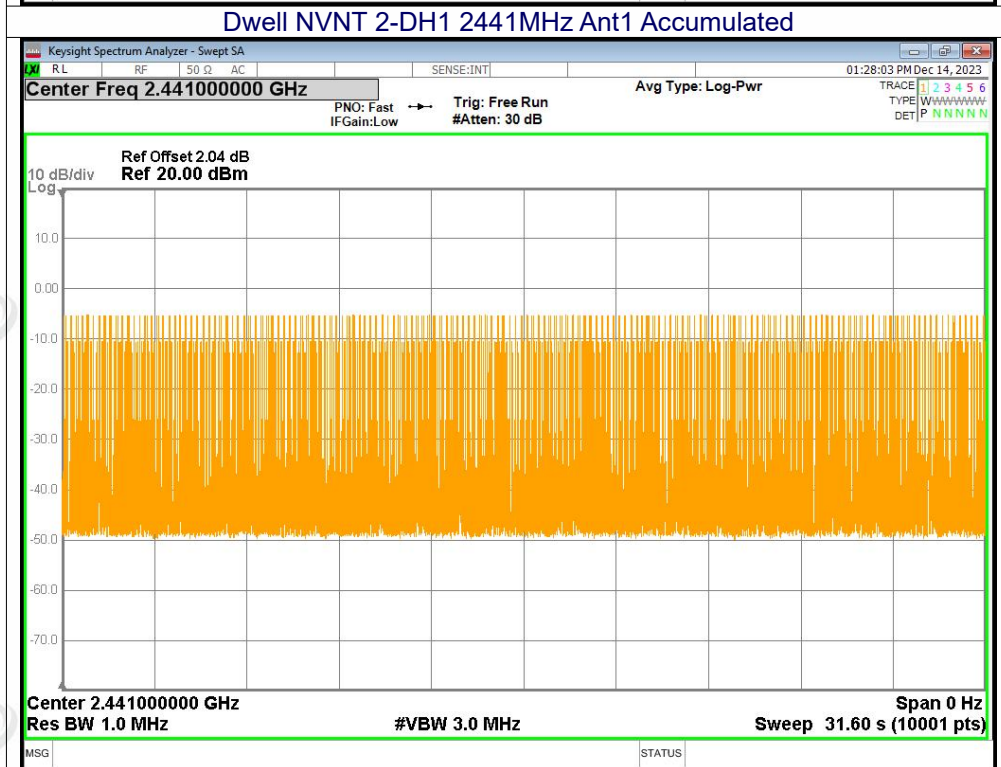 Dwell NVNT 2-DH1 2441MHz Ant1 Accumulated
Keysight Spectrum Analyzer - Swept SA
LXI RL RF 50 Ω AC SENSE:INT 01:28:03 PM Dec 14, 2023
Center Freq 2.441000000 GHz Avg Type: Log-Pwr TRACE 1 2 3 4 5 6
PNO: Fast Trig: Free Run TYPE WWWWWWW
IFGain:Low #Atten: 30 dB DET P N N N N N
Ref Offset 2.04 dB
10 dB/div Ref 20.00 dBm
Log
10.0
0.00
-10.0
-20.0
-30.0
-40.0
-50.0
-60.0
-70.0
Center 2.441000000 GHz Span 0 Hz
Res BW 1.0 MHz #VBW 3.0 MHz Sweep 31.60 s (10001 pts)
MSG STATUS